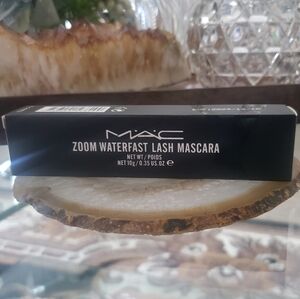 M·A·C
ZOOM WATERFAST LASH MASCARA
NET WT / POIDS
NET 10g / 0.35 US. OZ ℮